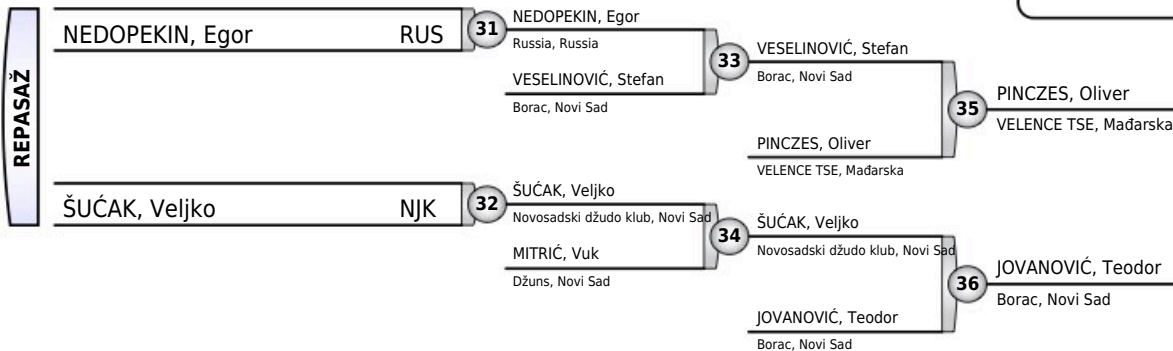 REPASAŽ
NEDOPEKIN, Egor RUS
31
NEDOPEKIN, Egor
Russia, Russia
VESELINOVIĆ, Stefan
Borac, Novi Sad
33
VESELINOVIĆ, Stefan
Borac, Novi Sad
PINCZES, Oliver
VELENCE TSE, Mađarska
35
PINCZES, Oliver
VELENCE TSE, Mađarska
ŠUĆAK, Veljko NJK
32
ŠUĆAK, Veljko
Novosadski džudo klub, Novi Sad
MITRIĆ, Vuk
Džuns, Novi Sad
34
ŠUĆAK, Veljko
Novosadski džudo klub, Novi Sad
JOVANOVIĆ, Teodor
Borac, Novi Sad
36
JOVANOVIĆ, Teodor
Borac, Novi Sad